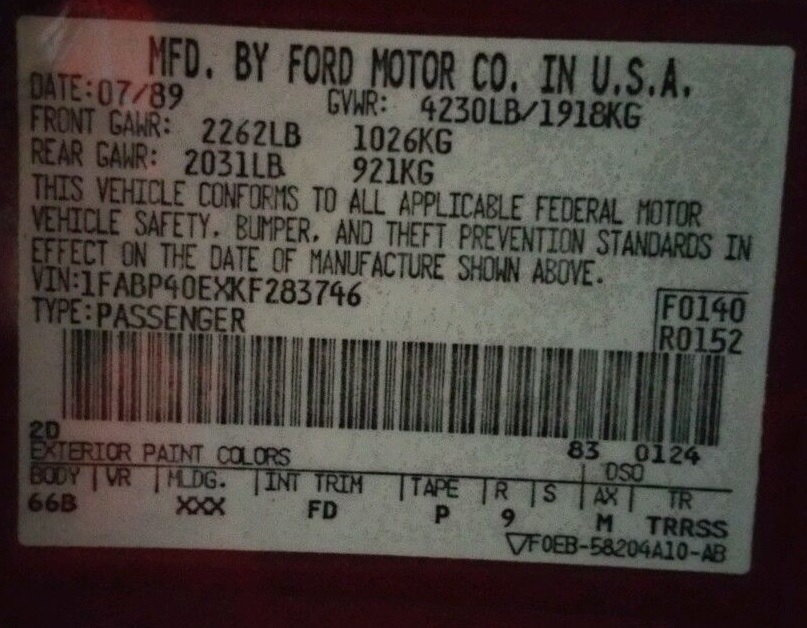 MFD. BY FORD MOTOR CO. IN U.S.A.
DATE:07/89 GVWR: 4230LB/1918KG
FRONT GAWR: 2262LB 1026KG
REAR GAWR: 2031LB 921KG
THIS VEHICLE CONFORMS TO ALL APPLICABLE FEDERAL MOTOR
VEHICLE SAFETY, BUMPER, AND THEFT PREVENTION STANDARDS IN
EFFECT ON THE DATE OF MANUFACTURE SHOWN ABOVE.
VIN:1FABP40EXKF283746
TYPE:PASSENGER
F0140
R0152
2D
83 0124
EXTERIOR PAINT COLORS DSO
BODY | VR | MLDG. | INT TRIM | TAPE | R | S | AX | TR
66B XXX FD P 9 M TRRSS
▽F0EB-58204A10-AB